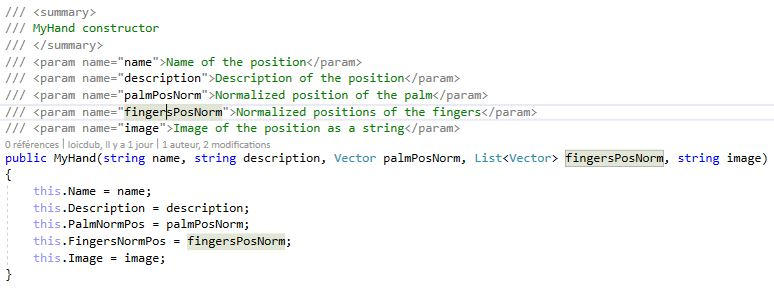 /// <summary>
/// MyHand constructor
/// </summary>
/// <param name="name">Name of the position</param>
/// <param name="description">Description of the position</param>
/// <param name="palmPosNorm">Normalized position of the palm</param>
/// <param name="fingersPosNorm">Normalized positions of the fingers</param>
/// <param name="image">Image of the position as a string</param>
0 références | loicdub, Il y a 1 jour | 1 auteur, 2 modifications
public MyHand(string name, string description, Vector palmPosNorm, List<Vector> fingersPosNorm, string image)
{
    this.Name = name;
    this.Description = description;
    this.PalmNormPos = palmPosNorm;
    this.FingersNormPos = fingersPosNorm;
    this.Image = image;
}